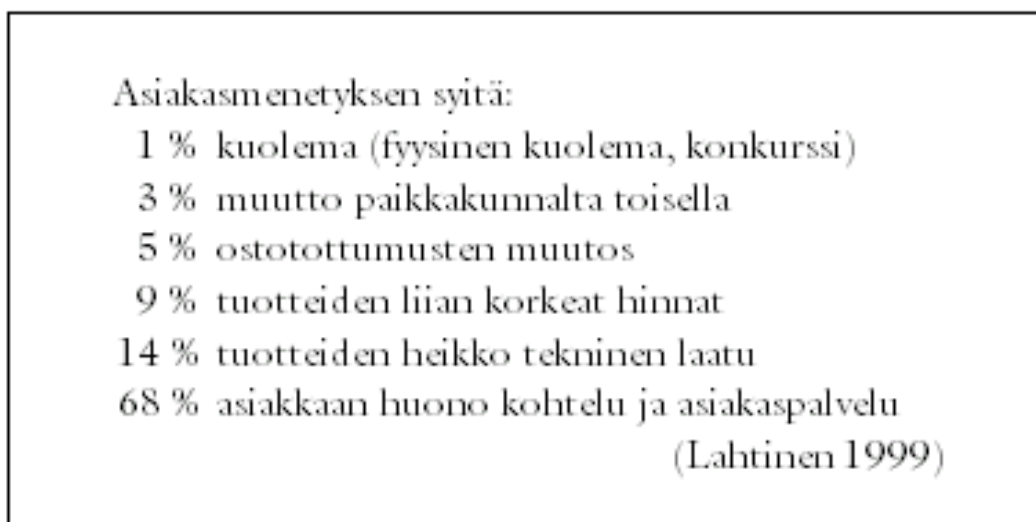 Asiakasmenetyksen syitä:
1 % kuolema (fyysinen kuolema, konkurssi)
3 % muutto paikkakunnalta toisella
5 % ostotottumusten muutos
9 % tuotteiden liian korkeat hinnat
14 % tuotteiden heikko tekninen laatu
68 % asiakkaan huono kohtelu ja asiakaspalvelu
(Lahtinen 1999)